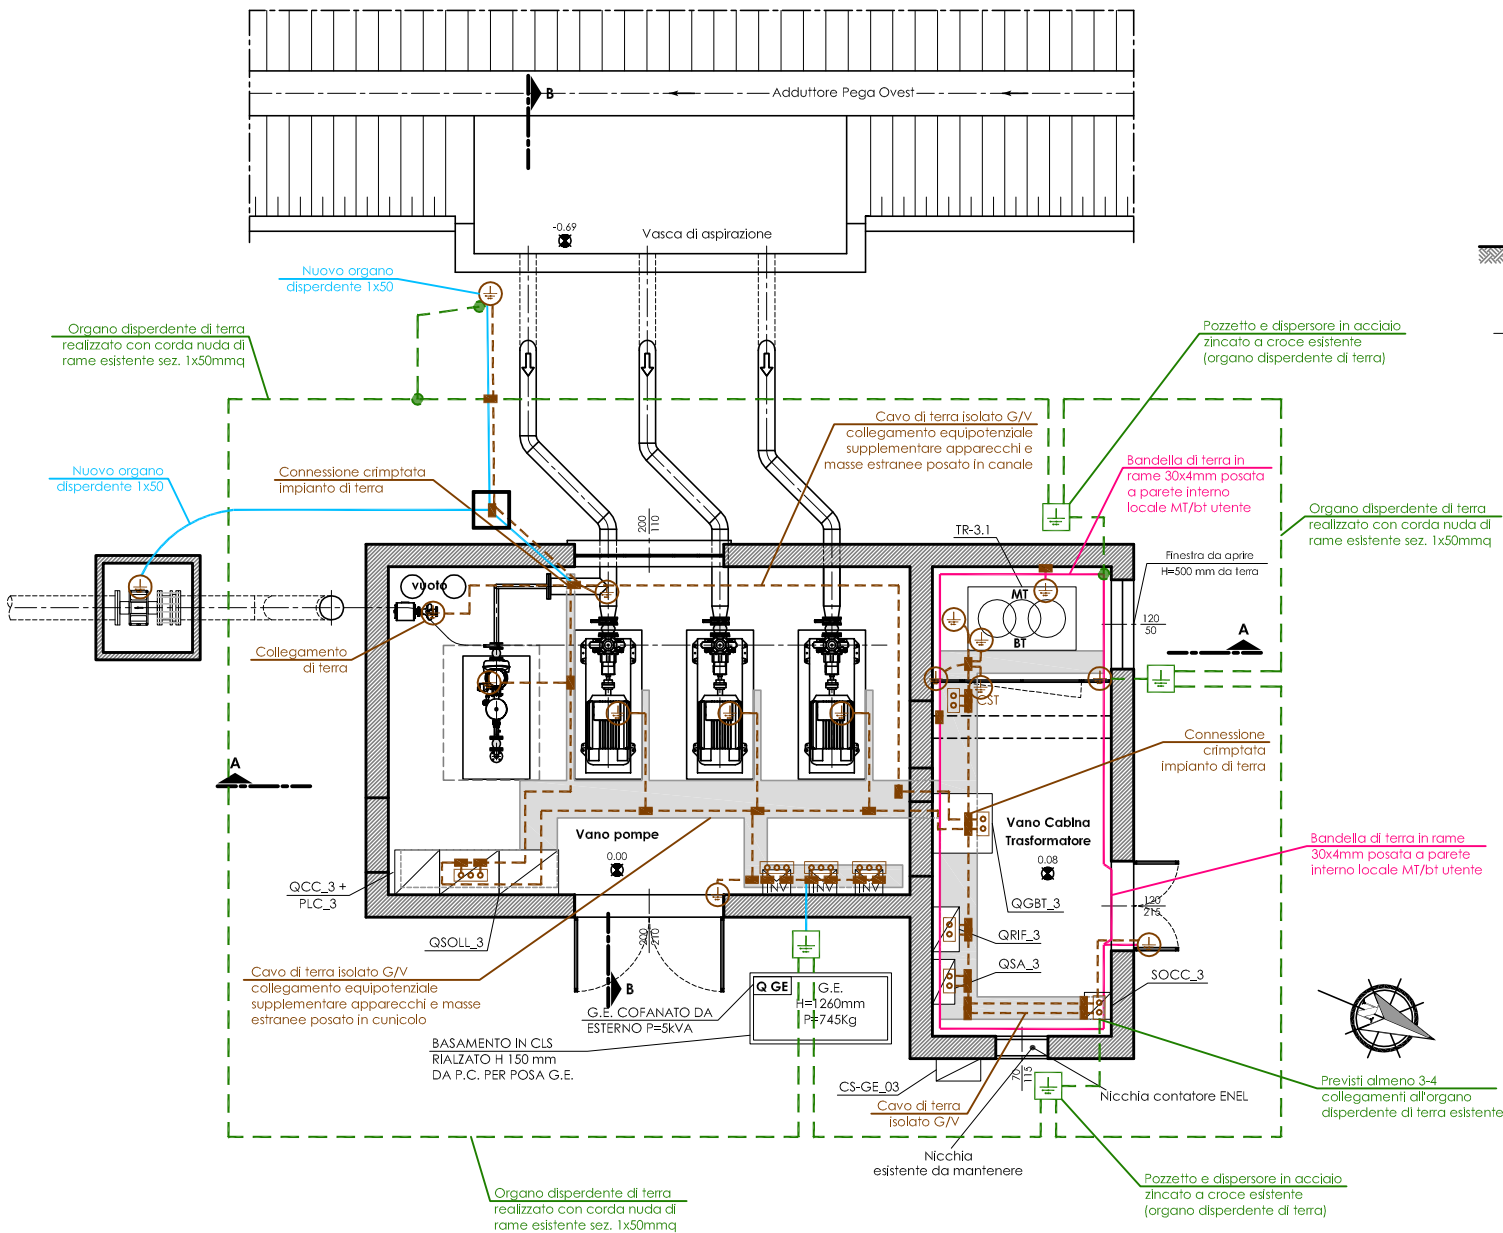 B
Adduttore Pega Ovest
-0.69
Vasca di aspirazione
Nuovo organo
disperdente 1x50
Organo disperdente di terra
realizzato con corda nuda di
rame esistente sez. 1x50mmq
Pozzetto e dispersore in acciaio
zincato a croce esistente
(organo disperdente di terra)
Cavo di terra isolato G/V
collegamento equipotenziale
supplementare apparecchi e
masse estranee posato in canale
Nuovo organo
disperdente 1x50
Connessione crimptata
impianto di terra
Bandella di terra in
rame 30x4mm posata
a parete interno
locale MT/bt utente
Organo disperdente di terra
realizzato con corda nuda di
rame esistente sez. 1x50mmq
200
110
TR-3.1
Finestra da aprire
H=500 mm da terra
vuoto
MT
BT
120
50
A
Collegamento
di terra
CST
Connessione
crimptata
impianto di terra
A
Vano pompe
0.00
Vano Cabina
Trasformatore
0.08
Bandella di terra in rame
30x4mm posata a parete
interno locale MT/bt utente
QCC_3 +
PLC_3
INV
INV
INV
QGBT_3
120
215
QSOLL_3
200
210
QRIF_3
QSA_3
SOCC_3
Cavo di terra isolato G/V
collegamento equipotenziale
supplementare apparecchi e masse
estranee posato in cunicolo
B
Q GE
G.E.
H=1260mm
P=745Kg
G.E. COFANATO DA
ESTERNO P=5kVA
BASAMENTO IN CLS
RIALZATO H 150 mm
DA P.C. PER POSA G.E.
70
115
CS-GE_03
Nicchia contatore ENEL
Cavo di terra
isolato G/V
Previsti almeno 3-4
collegamenti all'organo
disperdente di terra esistente
Nicchia
esistente da mantenere
Organo disperdente di terra
realizzato con corda nuda di
rame esistente sez. 1x50mmq
Pozzetto e dispersore in acciaio
zincato a croce esistente
(organo disperdente di terra)